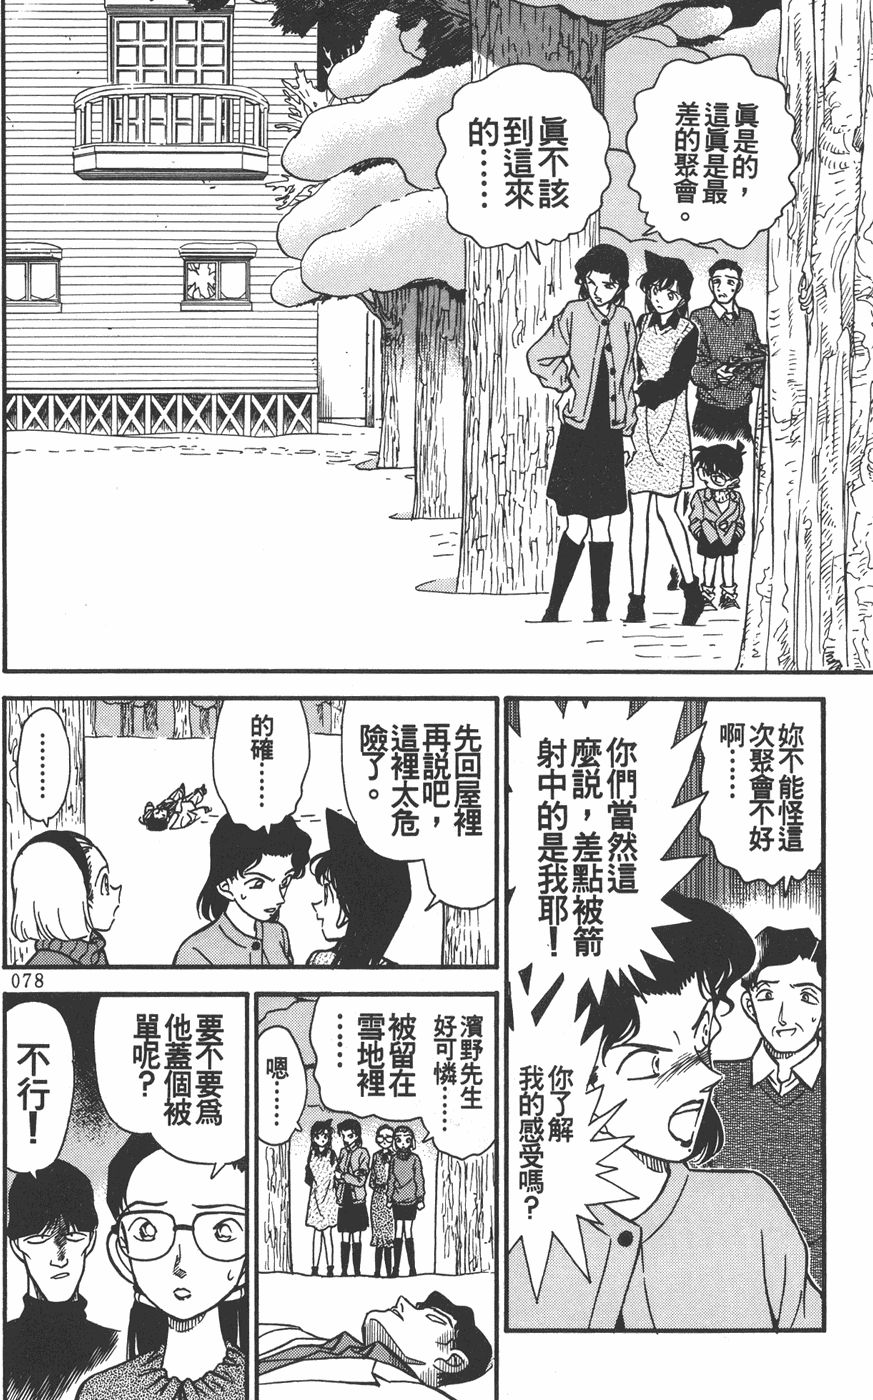 眞是的，
這眞是最
差的聚會。
眞不該
到這來
的……
妳不能怪這
次聚會不好
啊……
你們當然這
麼說，差點被箭
射中的是我耶！
你了解
我的感受嗎？
先回屋裡
再說吧，
這裡太危
險了。
的確……
………
濱野先生
好可憐……
被留在
雪地裡
……
嗯……
要不要爲
他蓋個被
單呢？
不行！
078